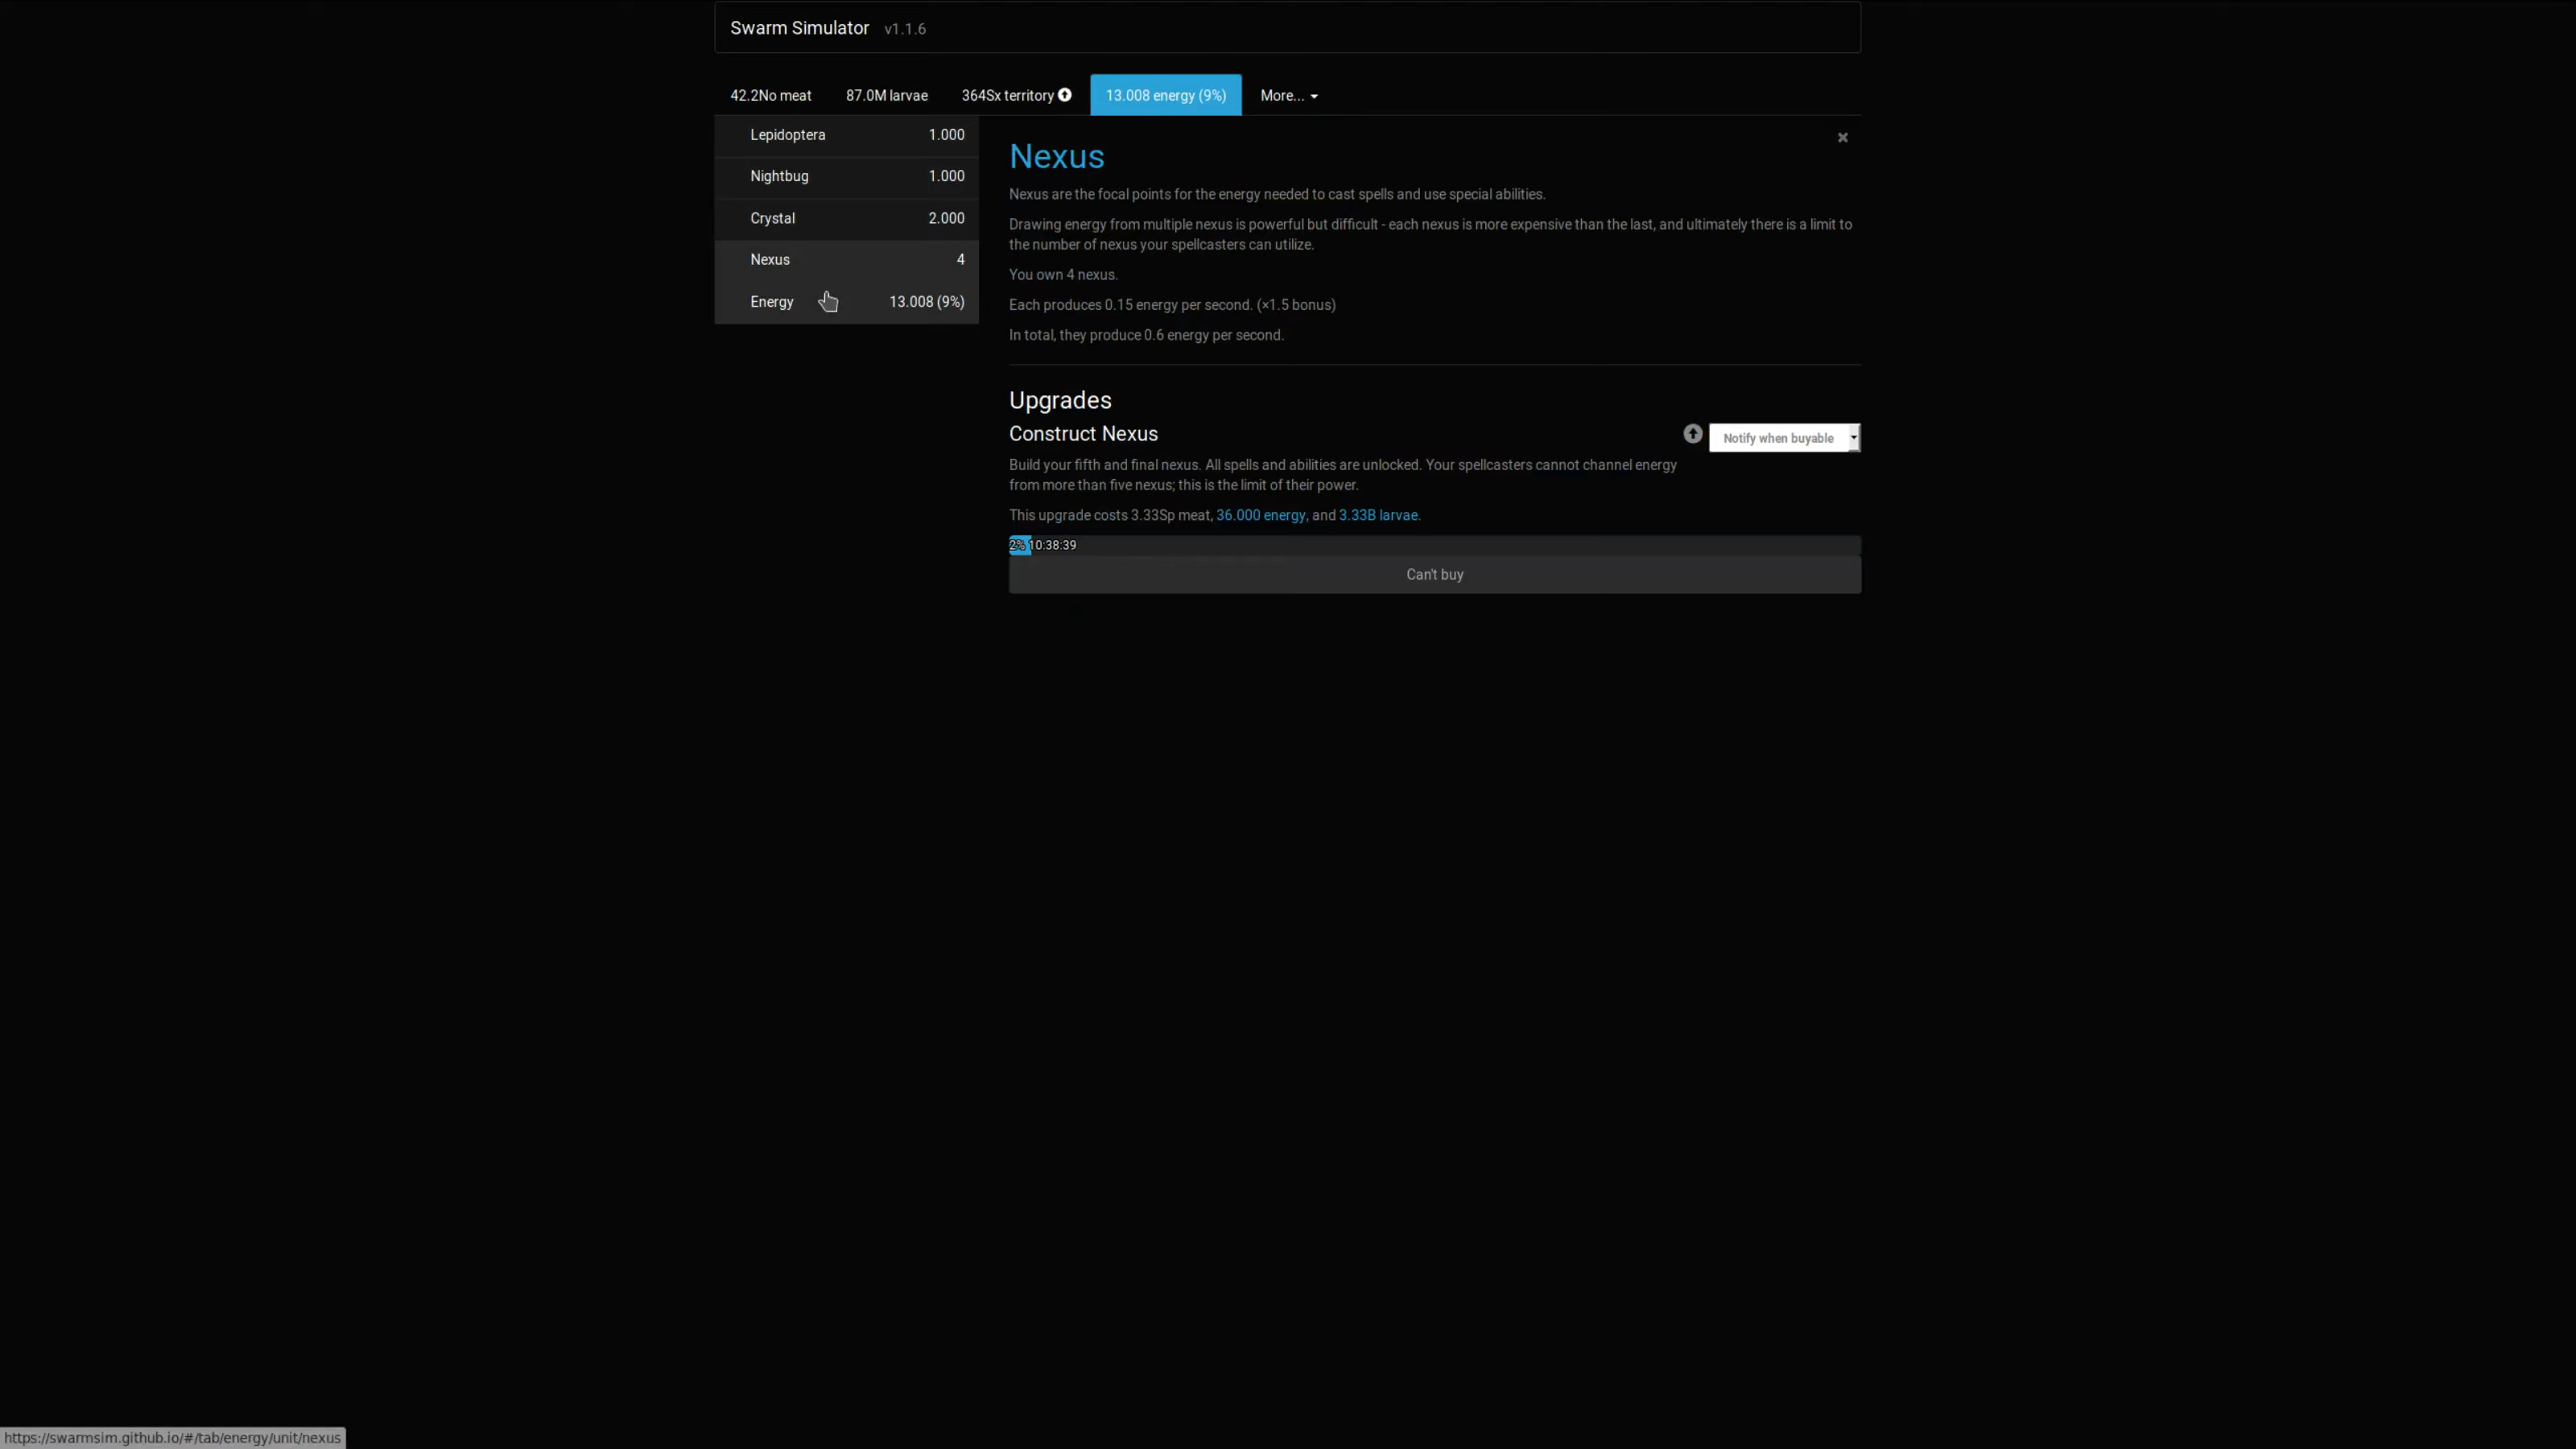 Swarm Simulator v1.1.6
42.2No meat 87.0M larvae 364Sx territory 13.008 energy (9%) More...
Lepidoptera 1.000
Nightbug 1.000
Crystal 2.000
Nexus 4
Energy 13.008 (9%)
Nexus
Nexus are the focal points for the energy needed to cast spells and use special abilities.
Drawing energy from multiple nexus is powerful but difficult - each nexus is more expensive than the last, and ultimately there is a limit to
the number of nexus your spellcasters can utilize.
You own 4 nexus.
Each produces 0.15 energy per second. (×1.5 bonus)
In total, they produce 0.6 energy per second.
Upgrades
Construct Nexus
Notify when buyable
Build your fifth and final nexus. All spells and abilities are unlocked. Your spellcasters cannot channel energy
from more than five nexus; this is the limit of their power.
This upgrade costs 3.33Sp meat, 36.000 energy, and 3.33B larvae.
2% 10:38:39
Can't buy
https://swarmsim.github.io/#/tab/energy/unit/nexus